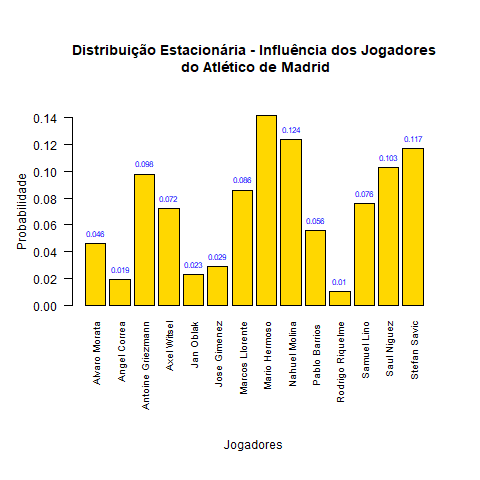 Distribuição Estacionária - Influência dos Jogadores
do Atlético de Madrid
Probabilidade
0.14
0.12
0.10
0.08
0.06
0.04
0.02
0.00
0.046
0.019
0.098
0.072
0.023
0.029
0.086
0.124
0.056
0.01
0.076
0.103
0.117
Alvaro Morata
Angel Correa
Antoine Griezmann
Axel Witsel
Jan Oblak
Jose Gimenez
Marcos Llorente
Mario Hermoso
Nahuel Molina
Pablo Barrios
Rodrigo Riquelme
Samuel Lino
Saul Niguez
Stefan Savic
Jogadores